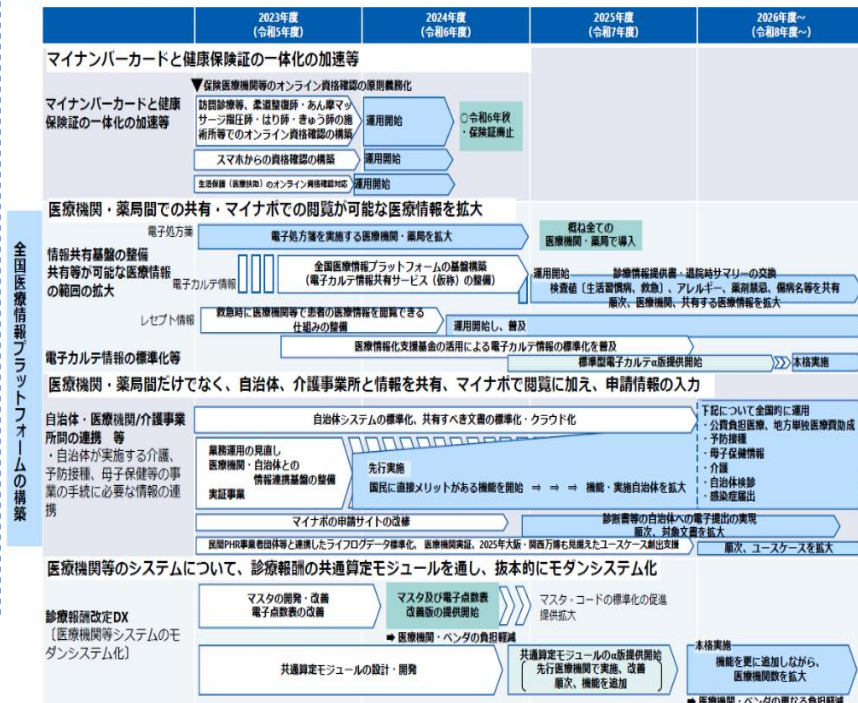 2023年度
(令和5年度)
2024年度
(令和6年度)
2025年度
(令和7年度)
2026年度～
(令和8年度～)
全国医療情報プラットフォームの構築
マイナンバーカードと健康保険証の一体化の加速等
マイナンバーカードと健康
保険証の一体化の加速等
▼保険医療機関等のオンライン資格確認の原則義務化
訪問診療等、柔道整復師・あん摩マッ
サージ指圧師・はり師・きゅう師の施
術所等でのオンライン資格確認の構築
運用開始
○令和6年秋
・保険証廃止
スマホからの資格確認の構築
運用開始
生活保護(医療扶助)のオンライン資格確認対応
運用開始
医療機関・薬局間での共有・マイナポでの閲覧が可能な医療情報を拡大
電子処方箋
電子処方箋を実施する医療機関・薬局を拡大
概ね全ての
医療機関・薬局で導入
情報共有基盤の整備
共有等が可能な医療情報
の範囲の拡大
電子カルテ情報
全国医療情報プラットフォームの基盤構築
(電子カルテ情報共有サービス(仮称)の整備)
運用開始
診療情報提供書・退院時サマリーの交換
検査値〔生活習慣病、救急〕、アレルギー、薬剤禁忌、傷病名等を共有
順次、医療機関、共有する医療情報を拡大
レセプト情報
救急時に医療機関等で患者の医療情報を閲覧できる
仕組みの整備
運用開始し、普及
電子カルテ情報の標準化等
医療情報化支援基金の活用による電子カルテ情報の標準化を普及
標準型電子カルテα版提供開始
本格実施
医療機関・薬局間だけでなく、自治体、介護事業所と情報を共有、マイナポで閲覧に加え、申請情報の入力
自治体・医療機関/介護事業
所間の連携 等
・自治体が実施する介護、
予防接種、母子保健等の事
業の手続に必要な情報の連
携
自治体システムの標準化、共有すべき文書の標準化・クラウド化
業務運用の見直し
医療機関・自治体との
情報連携基盤の整備
実証事業
先行実施
国民に直接メリットがある機能を開始 ⇒ ⇒ ⇒ 機能・実施自治体を拡大
下記について全国的に運用
・公費負担医療、地方単独医療費助成
・予防接種
・母子保健情報
・介護
・自治体検診
・感染症届出
マイナポの申請サイトの改修
診断書等の自治体への電子提出の実現
順次、対象文書を拡大
民間PHR事業者団体等と連携したライフログデータ標準化、医療機関実証、2025年大阪・関西万博も見据えたユースケース創出支援
順次、ユースケースを拡大
医療機関等のシステムについて、診療報酬の共通算定モジュールを通し、抜本的にモダンシステム化
診療報酬改定DX
〔医療機関等システムのモ
ダンシステム化〕
マスタの開発・改善
電子点数表の改善
マスタ及び電子点数表
改善版の提供開始
マスタ・コードの標準化の促進
提供拡大
➡ 医療機関・ベンダの負担軽減
共通算定モジュールの設計・開発
共通算定モジュールのα版提供開始
先行医療機関で実施、改善
順次、機能を追加
本格実施
機能を更に追加しながら、
医療機関数を拡大
➡ 医療機関・ベンダの更なる負担軽減